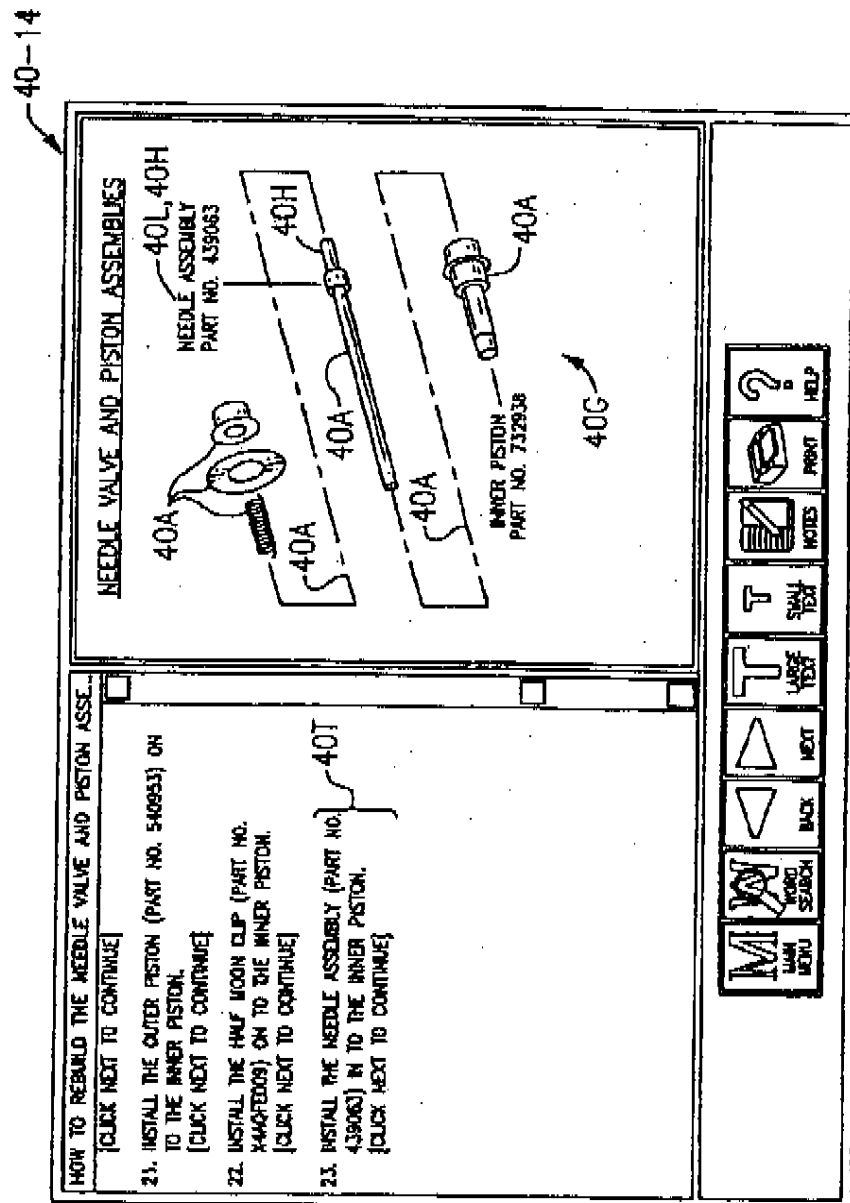 40-14
HOW TO REBUILD THE NEEDLE VALVE AND PISTON ASSE..
[CLICK NEXT TO CONTINUE]
21. INSTALL THE OUTER PISTON (PART NO. 540953) ON
TO THE INNER PISTON.
[CLICK NEXT TO CONTINUE]
22. INSTALL THE HALF MOON CLIP (PART NO.
ON TO THE INNER PISTON.
[CLICK NEXT TO CONTINUE]
23. INSTALL THE NEEDLE ASSEMBLY (PART NO.
439063) IN TO THE INNER PISTON.
[CLICK NEXT TO CONTINUE]
40T
NEEDLE VALVE AND PISTON ASSEMBLIES
40L, 40H
NEEDLE ASSEMBLY
PART NO. 439063
40H
40A
40A
40A
40A
40A
INNER PISTON
PART NO. 732938
40G
M
MAIN
MENU
W
WORD
SEARCH
BACK
NEXT
T
LARGE
TEXT
T
SMALL
TEXT
NOTES
PRINT
?
HELP